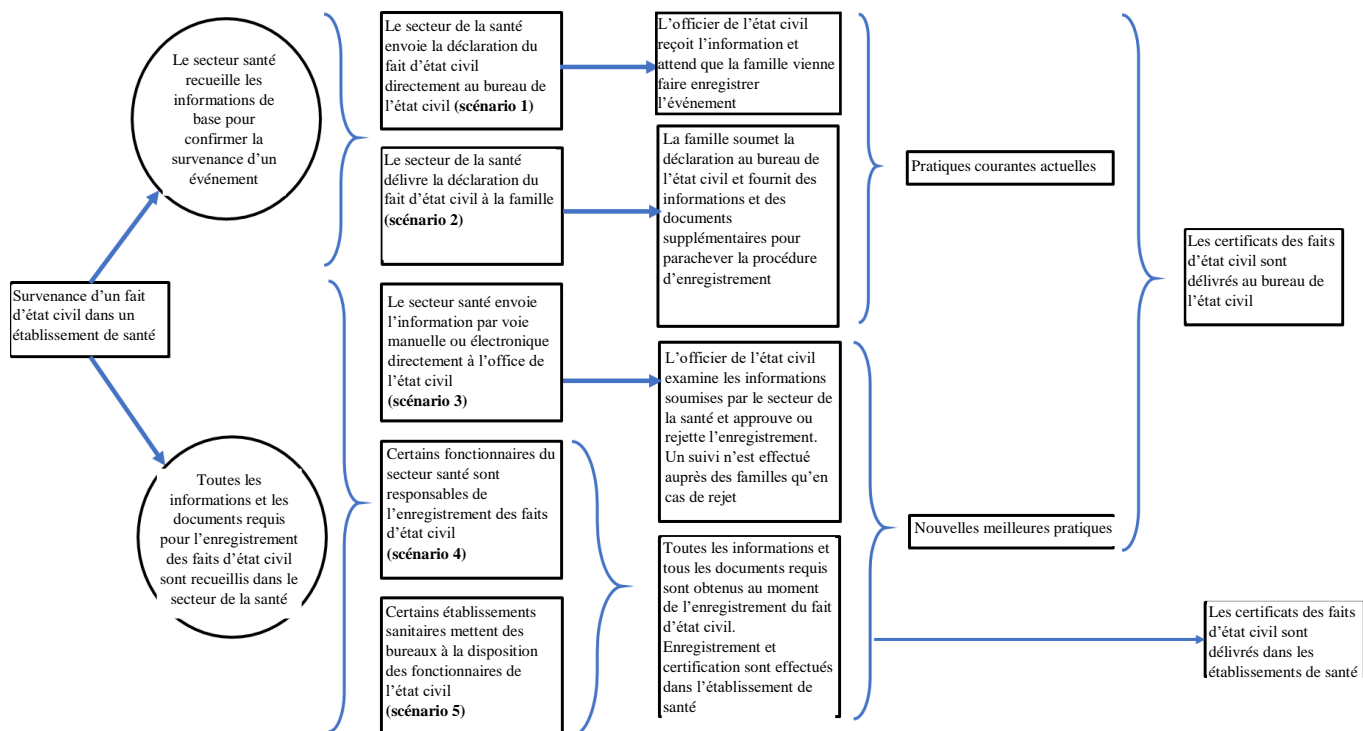 Survenance d’un fait
d’état civil dans un
établissement de santé
Le secteur santé
recueille les
informations de
base pour
confirmer la
survenance d’un
événement
Toutes les
informations et les
documents requis
pour l’enregistrement
des faits d’état civil
sont recueillis dans le
secteur de la santé
Le secteur de la santé
envoie la déclaration du
fait d’état civil
directement au bureau de
l’état civil (scénario 1)
Le secteur de la santé
délivre la déclaration du
fait d’état civil à la famille
(scénario 2)
Le secteur santé envoie
l’information par voie
manuelle ou électronique
directement à l’office de
l’état civil
(scénario 3)
Certains fonctionnaires du
secteur santé sont
responsables de
l’enregistrement des faits
d’état civil
(scénario 4)
Certains établissements
sanitaires mettent des
bureaux à la disposition
des fonctionnaires de
l’état civil
(scénario 5)
L’officier de l’état civil
reçoit l’information et
attend que la famille vienne
faire enregistrer
l’événement
La famille soumet la
déclaration au bureau de
l’état civil et fournit des
informations et des
documents
supplémentaires pour
parachever la procédure
d’enregistrement
L’officier de l’état civil
examine les informations
soumises par le secteur de
la santé et approuve ou
rejette l’enregistrement.
Un suivi n’est effectué
auprès des familles qu’en
cas de rejet
Toutes les informations et
tous les documents requis
sont obtenus au moment
de l’enregistrement du fait
d’état civil.
Enregistrement et
certification sont effectués
dans l’établissement de
santé
Pratiques courantes actuelles
Nouvelles meilleures pratiques
Les certificats des faits
d’état civil sont
délivrés au bureau de
l’état civil
Les certificats des faits
d’état civil sont
délivrés dans les
établissements de santé